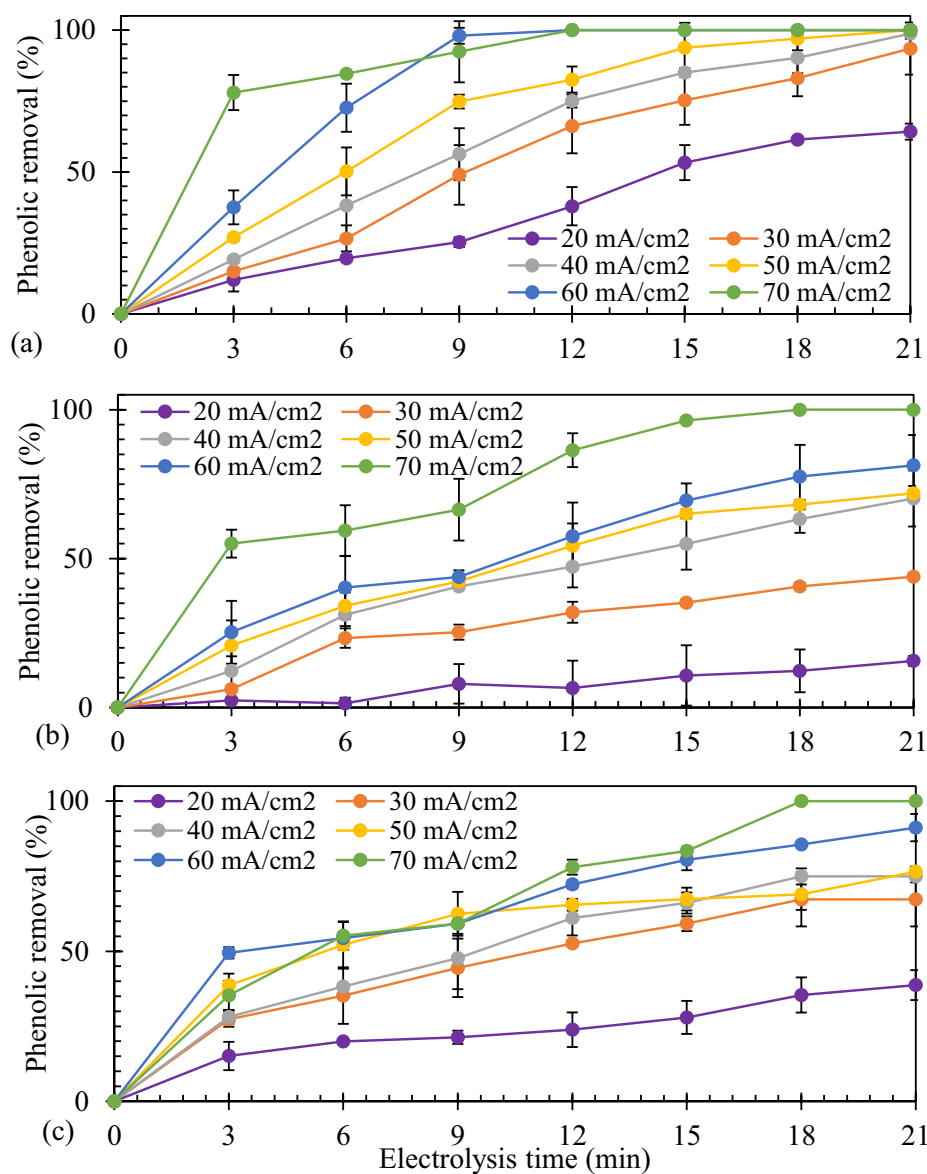 100
50
0
Phenolic removal (%)
20 mA/cm2 30 mA/cm2
40 mA/cm2 50 mA/cm2
60 mA/cm2 70 mA/cm2
(a)
0 3 6 9 12 15 18 21
100
50
0
Phenolic removal (%)
20 mA/cm2 30 mA/cm2
40 mA/cm2 50 mA/cm2
60 mA/cm2 70 mA/cm2
(b)
0 3 6 9 12 15 18 21
100
50
0
Phenolic removal (%)
20 mA/cm2 30 mA/cm2
40 mA/cm2 50 mA/cm2
60 mA/cm2 70 mA/cm2
(c)
0 3 6 9 12 15 18 21
Electrolysis time (min)